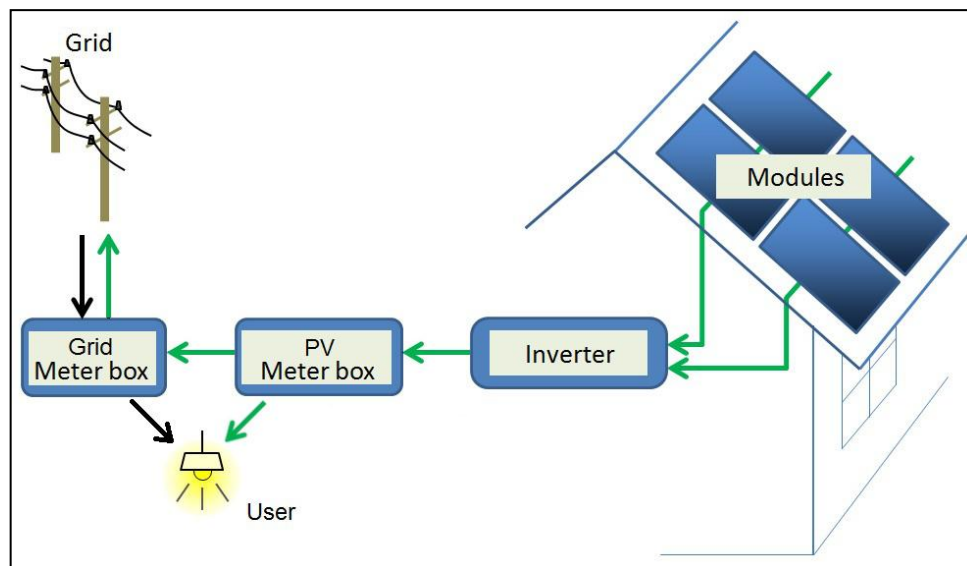 Grid
Modules
Grid
Meter box
PV
Meter box
Inverter
User